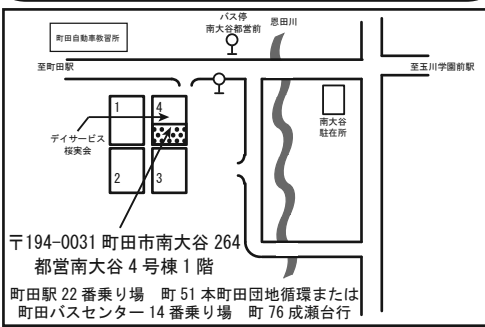 バス停
南大谷都営前
恩田川
町田自動車教習所
至町田駅
至玉川学園前駅
1
4
南大谷
駐在所
デイサービス
桜実会
2
3
〒194-0031 町田市南大谷 264
都営南大谷 4 号棟 1 階
町田駅 22 番乗り場　町 51 本町田団地循環または
町田バスセンター 14 番乗り場　町 76 成瀬台行